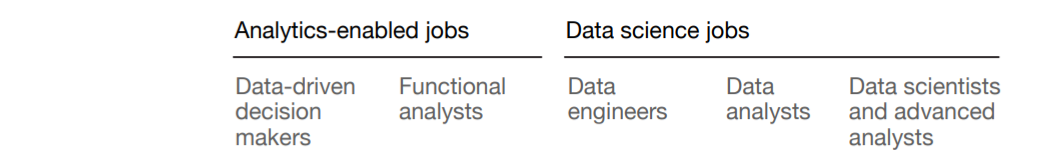 Analytics-enabled jobs
Data science jobs
Data-driven
decision
makers
Functional
analysts
Data
engineers
Data
analysts
Data scientists
and advanced
analysts